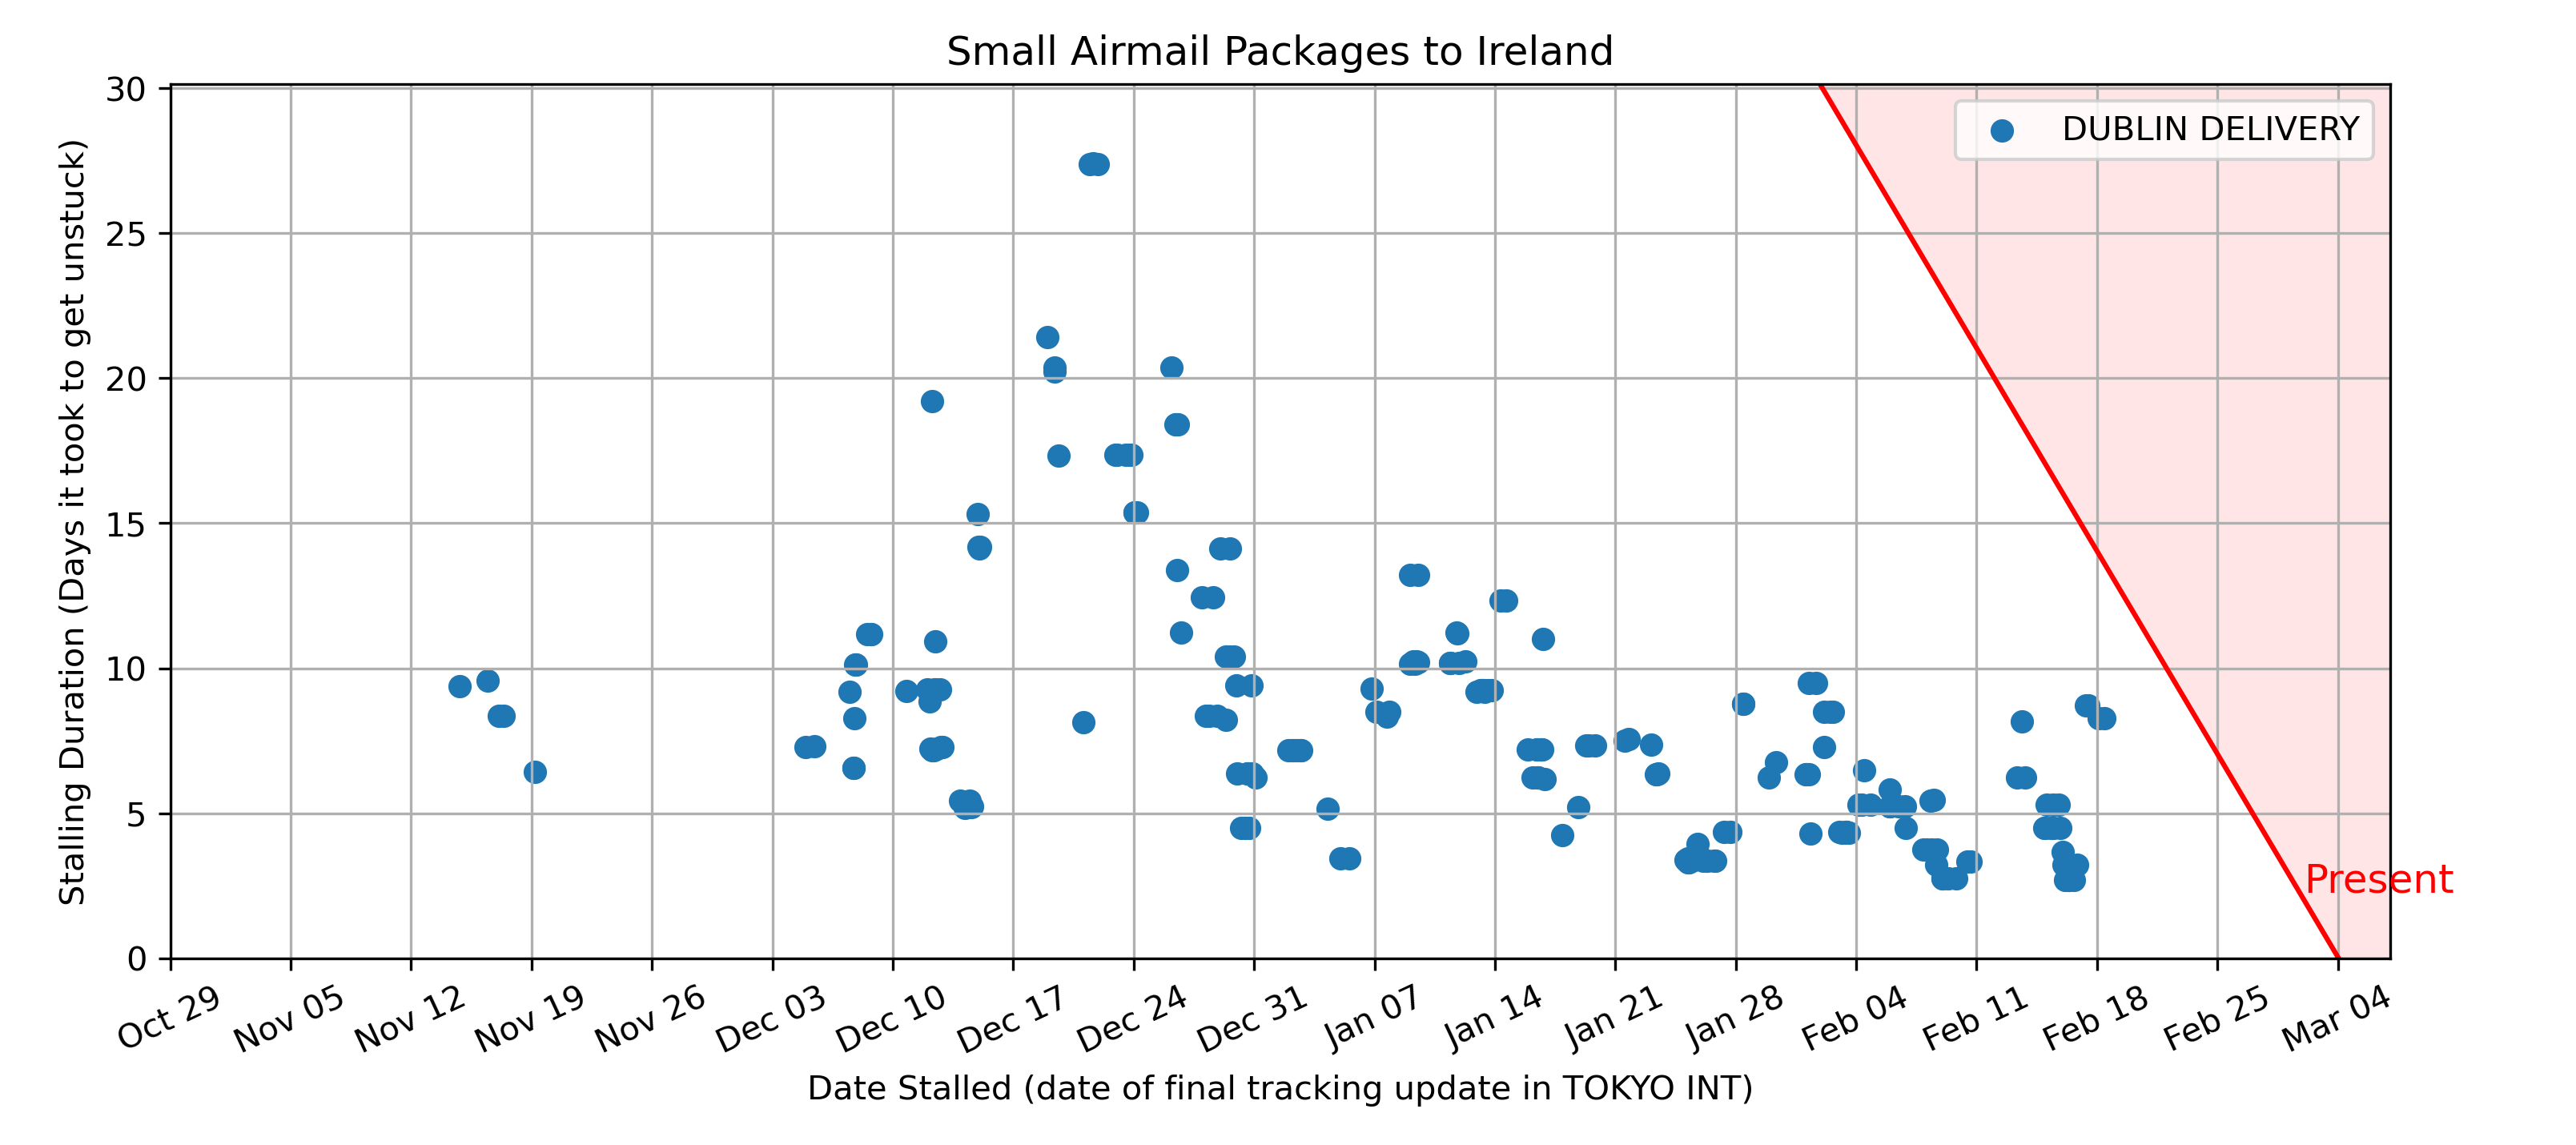 Small Airmail Packages to Ireland
DUBLIN DELIVERY
Stalling Duration (Days it took to get unstuck)
30
25
20
15
10
5
0
Present
Oct 29
Nov 05
Nov 12
Nov 19
Nov 26
Dec 03
Dec 10
Dec 17
Dec 24
Dec 31
Jan 07
Jan 14
Jan 21
Jan 28
Feb 04
Feb 11
Feb 18
Feb 25
Mar 04
Date Stalled (date of final tracking update in TOKYO INT)